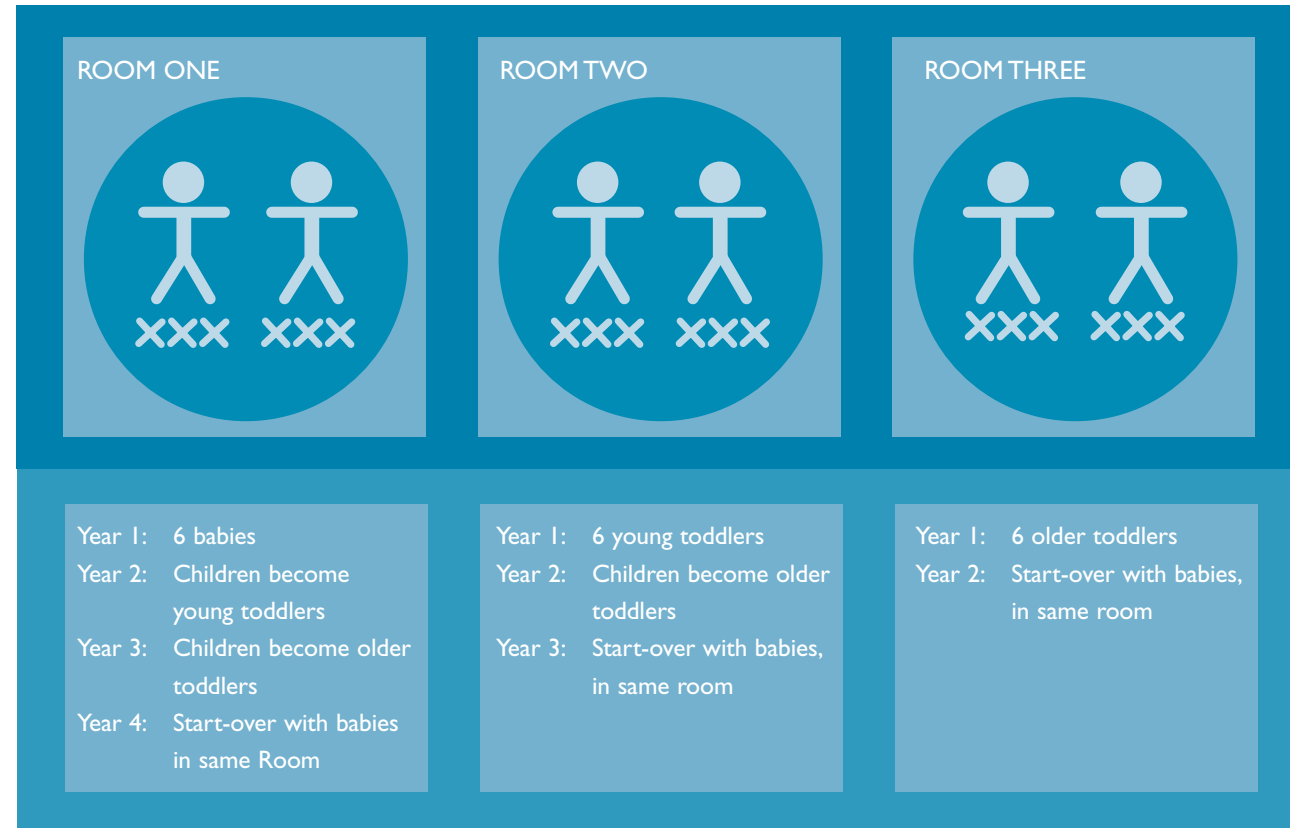 ROOM ONE
XXX XXX
Year 1: 6 babies
Year 2: Children become
young toddlers
Year 3: Children become older
toddlers
Year 4: Start-over with babies
in same Room
ROOM TWO
XXX XXX
Year 1: 6 young toddlers
Year 2: Children become older
toddlers
Year 3: Start-over with babies,
in same room
ROOM THREE
XXX XXX
Year 1: 6 older toddlers
Year 2: Start-over with babies,
in same room